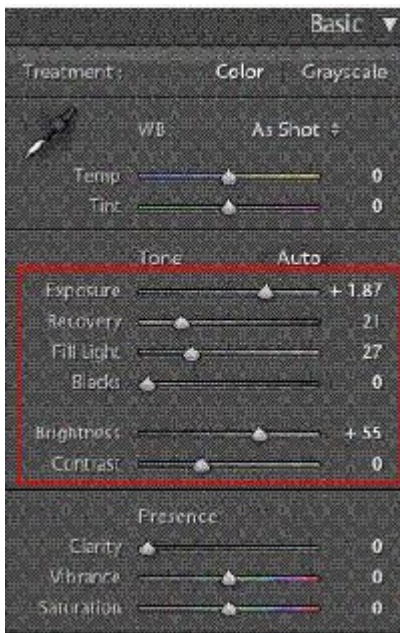 Basic
Treatment : Color Grayscale
WB: As Shot
Temp 0
Tint 0
Tone Auto
Exposure + 1.87
Recovery 21
Fill Light 27
Blacks 0
Brightness + 55
Contrast 0
Presence
Clarity 0
Vibrance 0
Saturation 0